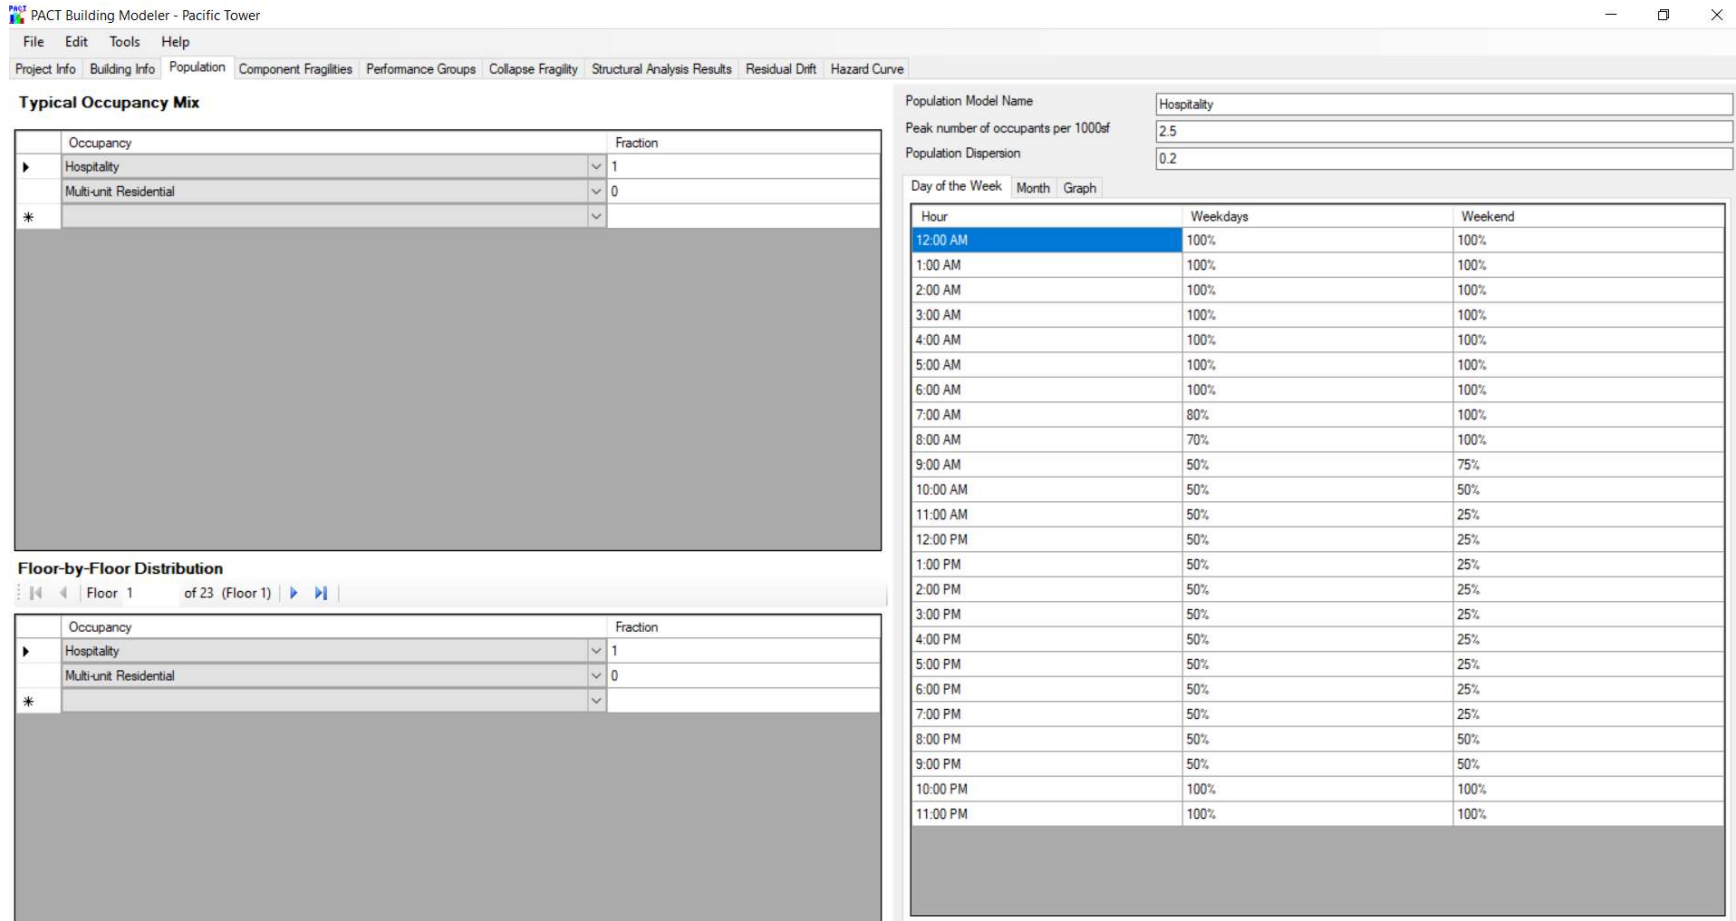 PACT PACT Building Modeler - Pacific Tower
File Edit Tools Help
Project Info Building Info Population Component Fragilities Performance Groups Collapse Fragility Structural Analysis Results Residual Drift Hazard Curve
Typical Occupancy Mix
Occupancy Fraction
Hospitality 1
Multi-unit Residential 0
Floor-by-Floor Distribution
Floor 1 of 23 (Floor 1)
Occupancy Fraction
Hospitality 1
Multi-unit Residential 0
Population Model Name Hospitality
Peak number of occupants per 1000sf 2.5
Population Dispersion 0.2
Day of the Week Month Graph
Hour Weekdays Weekend
12:00 AM 100% 100%
1:00 AM 100% 100%
2:00 AM 100% 100%
3:00 AM 100% 100%
4:00 AM 100% 100%
5:00 AM 100% 100%
6:00 AM 100% 100%
7:00 AM 80% 100%
8:00 AM 70% 100%
9:00 AM 50% 75%
10:00 AM 50% 50%
11:00 AM 50% 25%
12:00 PM 50% 25%
1:00 PM 50% 25%
2:00 PM 50% 25%
3:00 PM 50% 25%
4:00 PM 50% 25%
5:00 PM 50% 25%
6:00 PM 50% 25%
7:00 PM 50% 25%
8:00 PM 50% 50%
9:00 PM 50% 50%
10:00 PM 100% 100%
11:00 PM 100% 100%